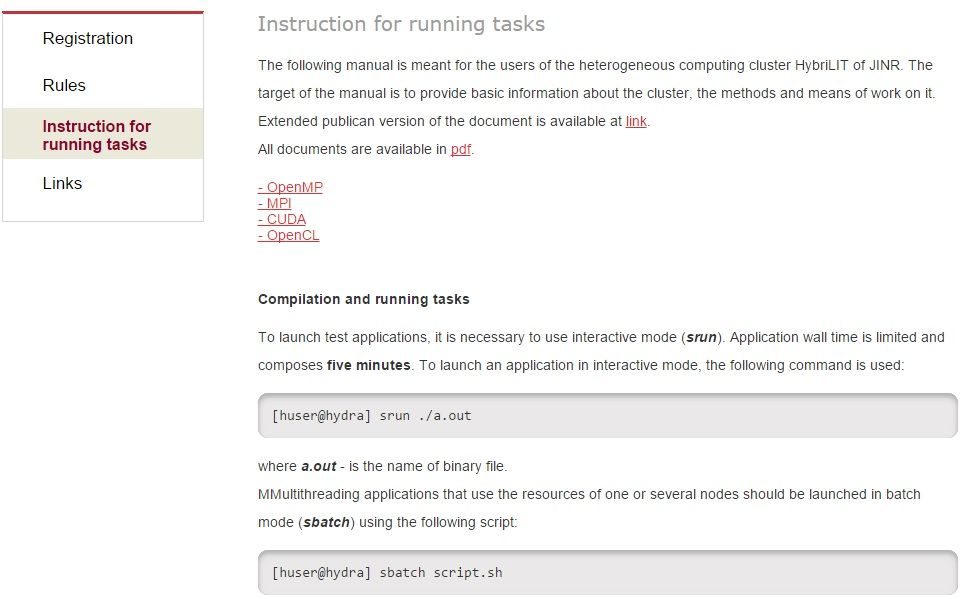 Registration
Rules
Instruction for
running tasks
Links
Instruction for running tasks
The following manual is meant for the users of the heterogeneous computing cluster HybriLIT of JINR. The
target of the manual is to provide basic information about the cluster, the methods and means of work on it.
Extended publican version of the document is available at link.
All documents are available in pdf.
- OpenMP
- MPI
- CUDA
- OpenCL
Compilation and running tasks
To launch test applications, it is necessary to use interactive mode (srun). Application wall time is limited and
composes five minutes. To launch an application in interactive mode, the following command is used:
[huser@hydra] srun ./a.out
where a.out - is the name of binary file.
MMultithreading applications that use the resources of one or several nodes should be launched in batch
mode (sbatch) using the following script:
[huser@hydra] sbatch script.sh